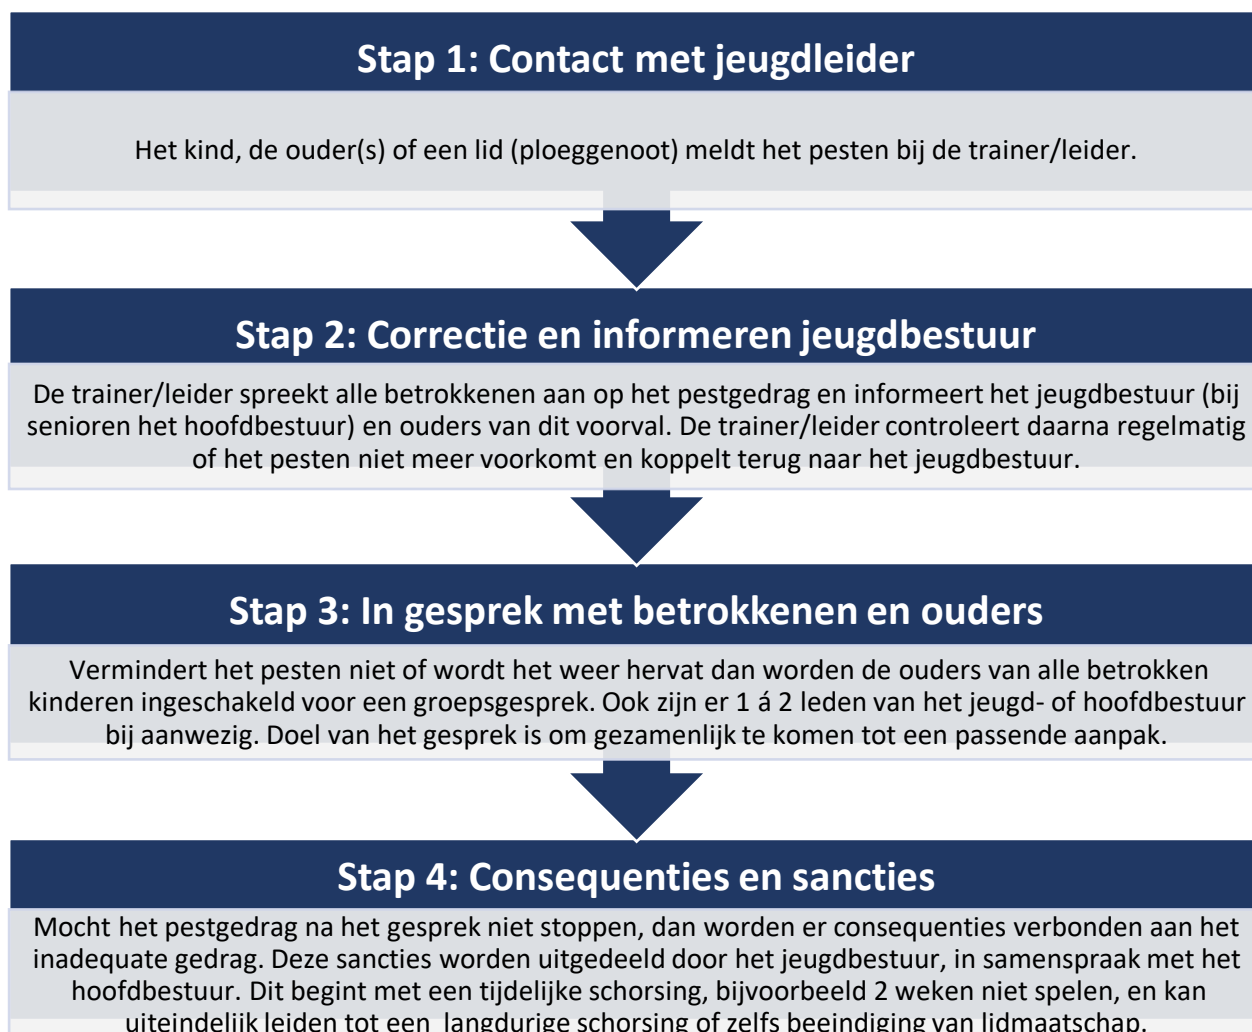 Stap 1: Contact met jeugdleider
Het kind, de ouder(s) of een lid (ploeggenoot) meldt het pesten bij de trainer/leider.
Stap 2: Correctie en informeren jeugdbestuur
De trainer/leider spreekt alle betrokkenen aan op het pestgedrag en informeert het jeugdbestuur (bij
senioren het hoofdbestuur) en ouders van dit voorval. De trainer/leider controleert daarna regelmatig
of het pesten niet meer voorkomt en koppelt terug naar het jeugdbestuur.
Stap 3: In gesprek met betrokkenen en ouders
Vermindert het pesten niet of wordt het weer hervat dan worden de ouders van alle betrokken
kinderen ingeschakeld voor een groepsgesprek. Ook zijn er 1 á 2 leden van het jeugd- of hoofdbestuur
bij aanwezig. Doel van het gesprek is om gezamenlijk te komen tot een passende aanpak.
Stap 4: Consequenties en sancties
Mocht het pestgedrag na het gesprek niet stoppen, dan worden er consequenties verbonden aan het
inadequate gedrag. Deze sancties worden uitgedeeld door het jeugdbestuur, in samenspraak met het
hoofdbestuur. Dit begint met een tijdelijke schorsing, bijvoorbeeld 2 weken niet spelen, en kan
uiteindelijk leiden tot een langdurige schorsing of zelfs beeindiging van lidmaatschap.